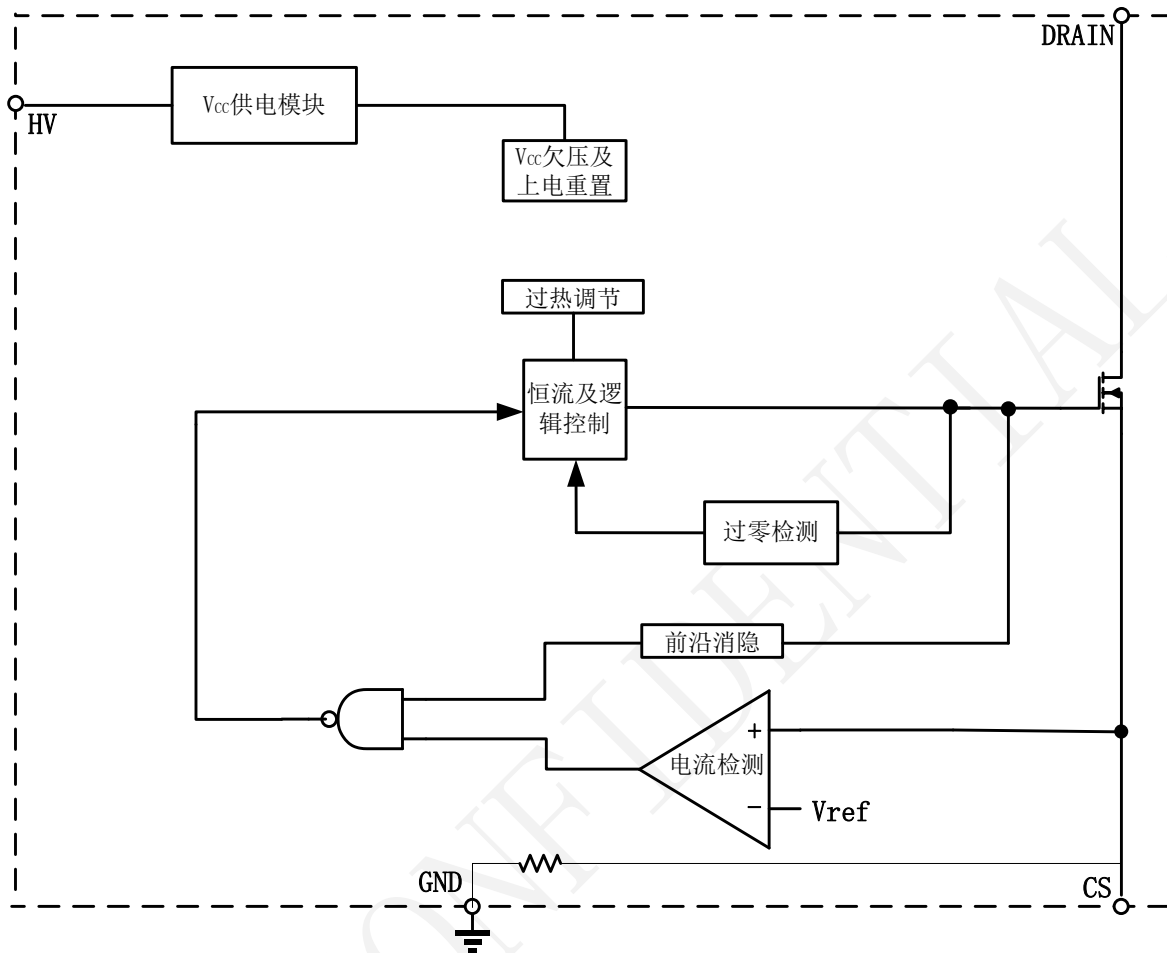 DRAIN
HV
Vcc供电模块
Vcc欠压及
上电重置
过热调节
恒流及逻
辑控制
过零检测
前沿消隐
+
电流检测
−
Vref
GND
CS
CONFIDENTIAL